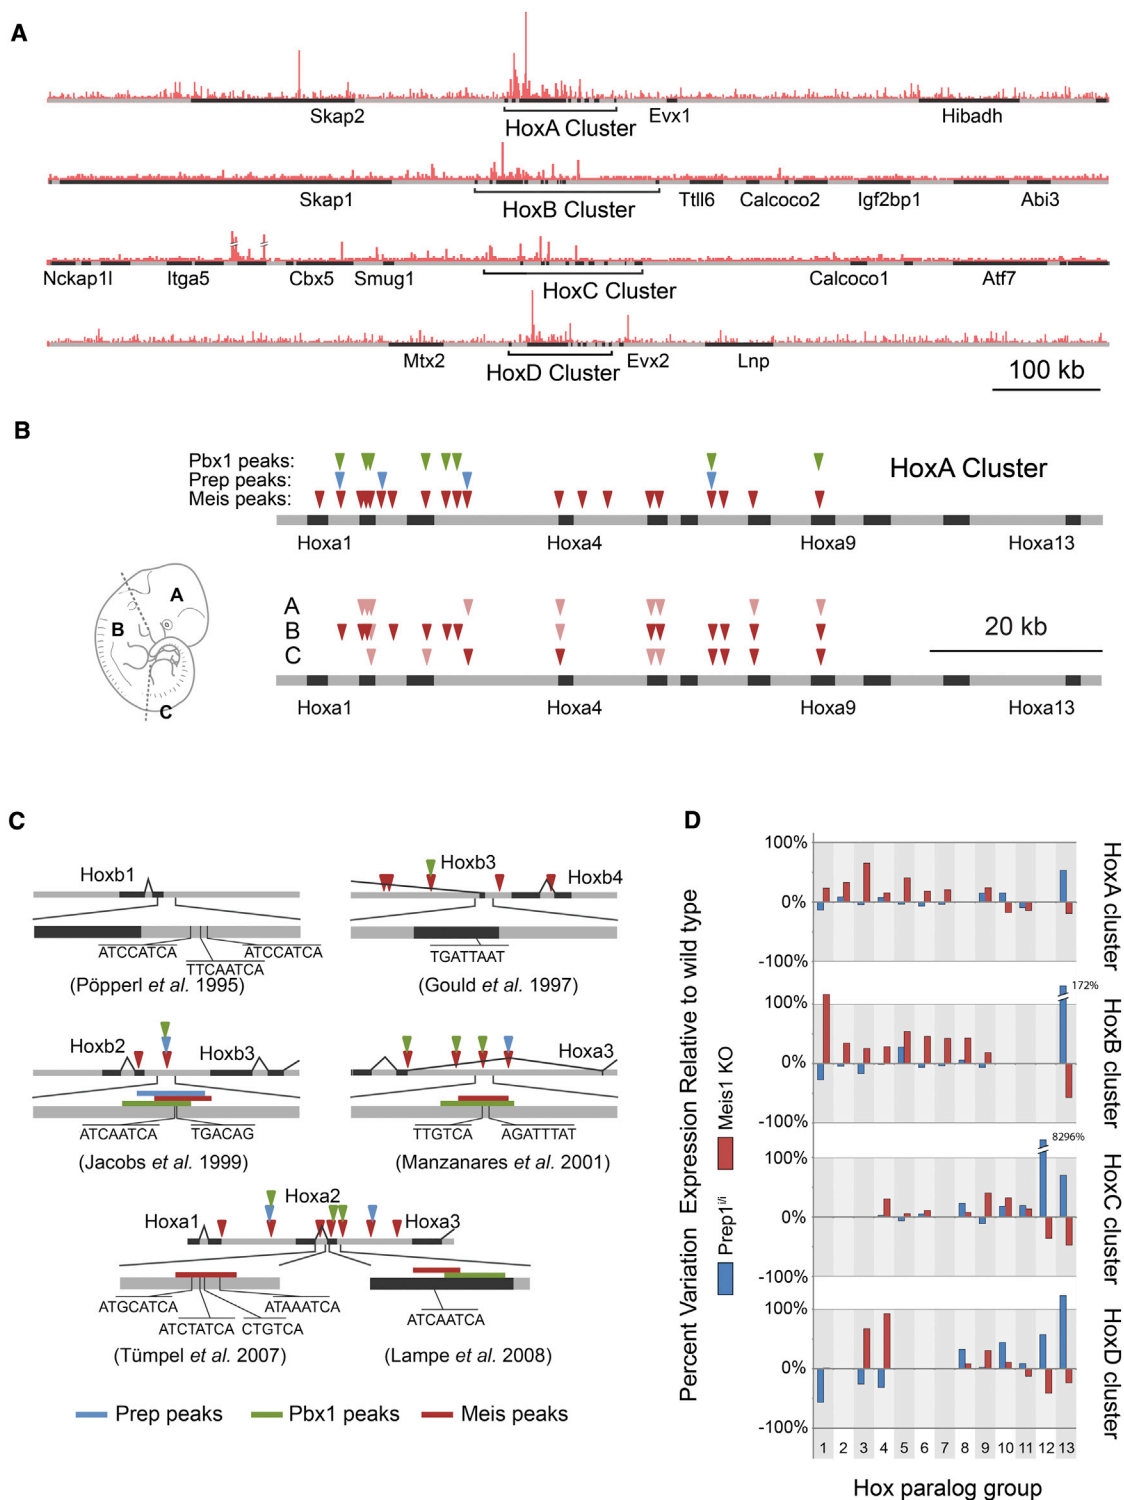 A
Skap2
HoxA Cluster
Evx1
Hibadh
Skap1
HoxB Cluster
Ttll6
Calcoco2
Igf2bp1
Abi3
Nckap1l
Itga5
Cbx5
Smug1
HoxC Cluster
Calcoco1
Atf7
Mtx2
HoxD Cluster
Evx2
Lnp
100 kb
B
Pbx1 peaks:
Prep peaks:
Meis peaks:
HoxA Cluster
Hoxa1
Hoxa4
Hoxa9
Hoxa13
A
B
C
A
B
C
20 kb
Hoxa1
Hoxa4
Hoxa9
Hoxa13
C
Hoxb1
ATCCATCA
TTCAATCA
ATCCATCA
(Pöpperl et al. 1995)
Hoxb3
Hoxb4
TGATTAAT
(Gould et al. 1997)
Hoxb2
Hoxb3
ATCAATCA
TGACAG
(Jacobs et al. 1999)
Hoxa3
TTGTCA
AGATTTAT
(Manzanares et al. 2001)
Hoxa1
Hoxa2
Hoxa3
ATGCATCA
ATCTATCA
CTGTCA
ATAAATCA
(Tümpel et al. 2007)
ATCAATCA
(Lampe et al. 2008)
Prep peaks
Pbx1 peaks
Meis peaks
D
Percent Variation Expression Relative to wild type
Prep1i/i
Meis1 KO
100%
0%
-100%
HoxA cluster
172%
100%
0%
-100%
HoxB cluster
8296%
100%
0%
-100%
HoxC cluster
100%
0%
-100%
HoxD cluster
1 2 3 4 5 6 7 8 9 10 11 12 13
Hox paralog group